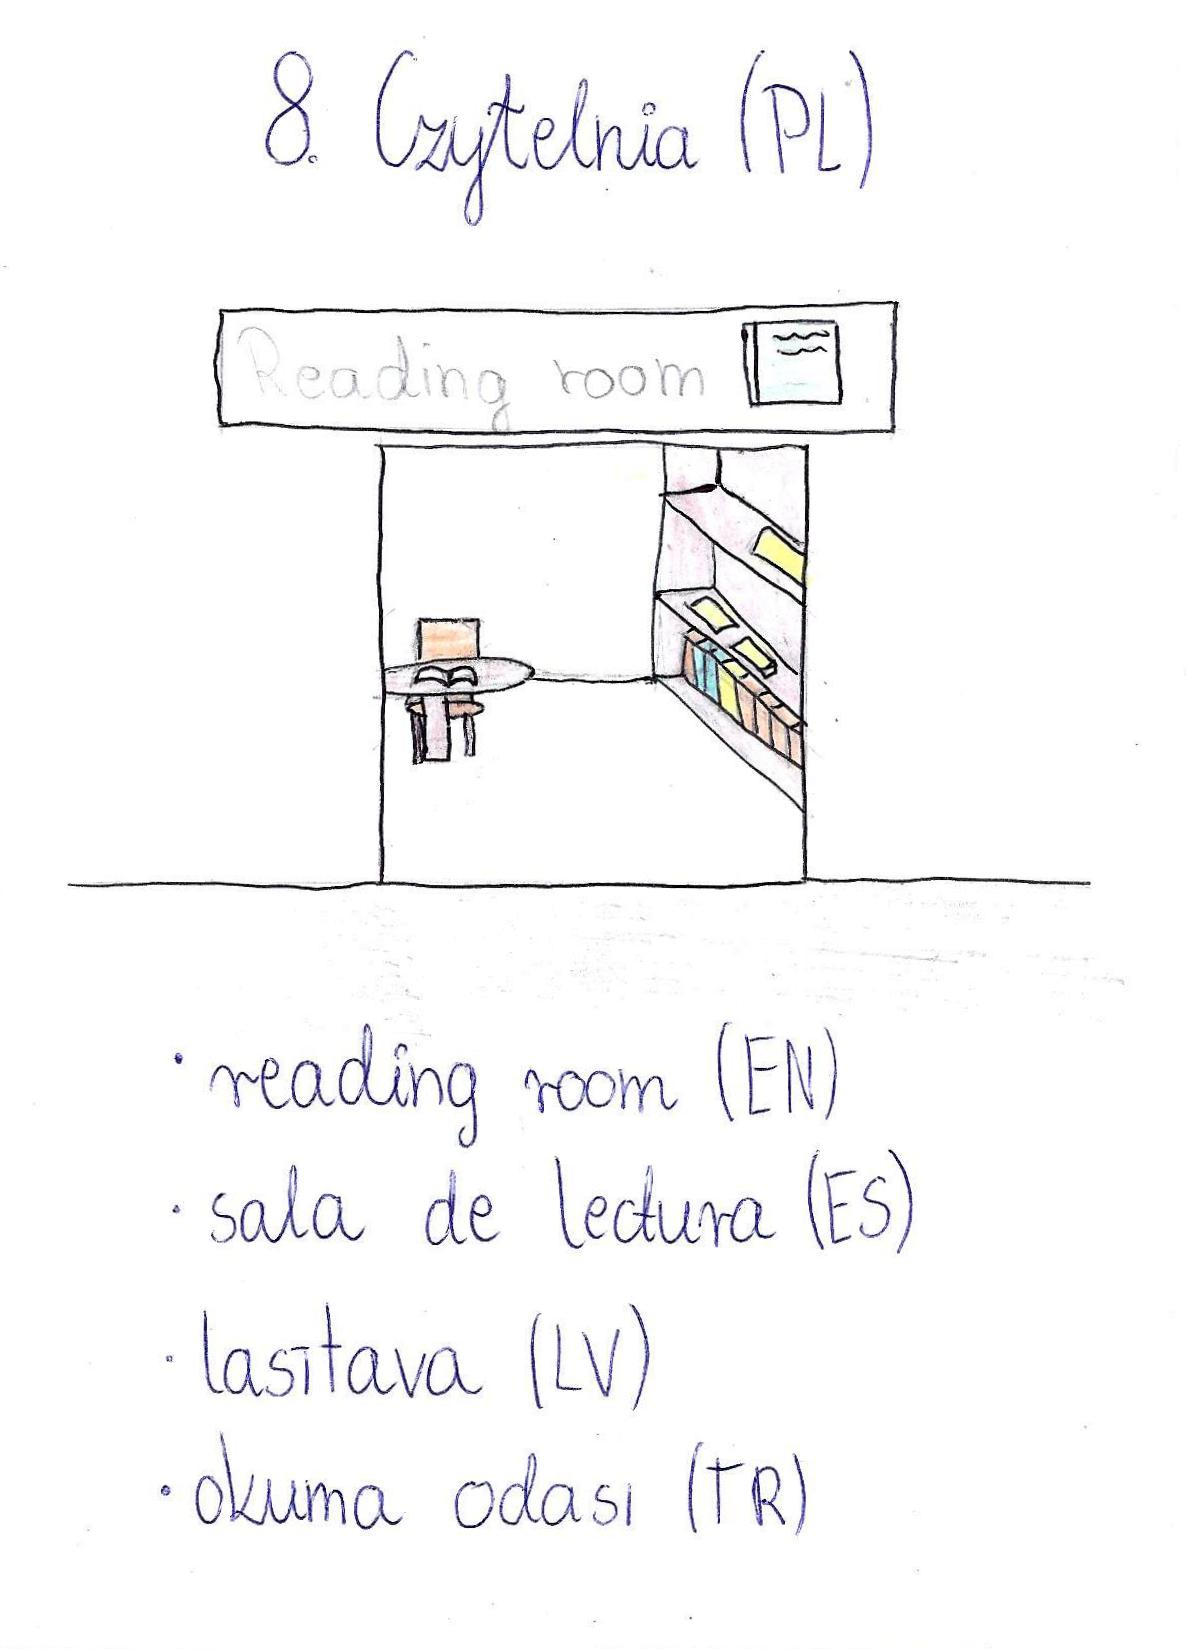 8. Czytelnia (PL)
Reading room
· reading room (EN)
· sala de lectura (ES)
· lasītava (LV)
· okuma odası (TR)